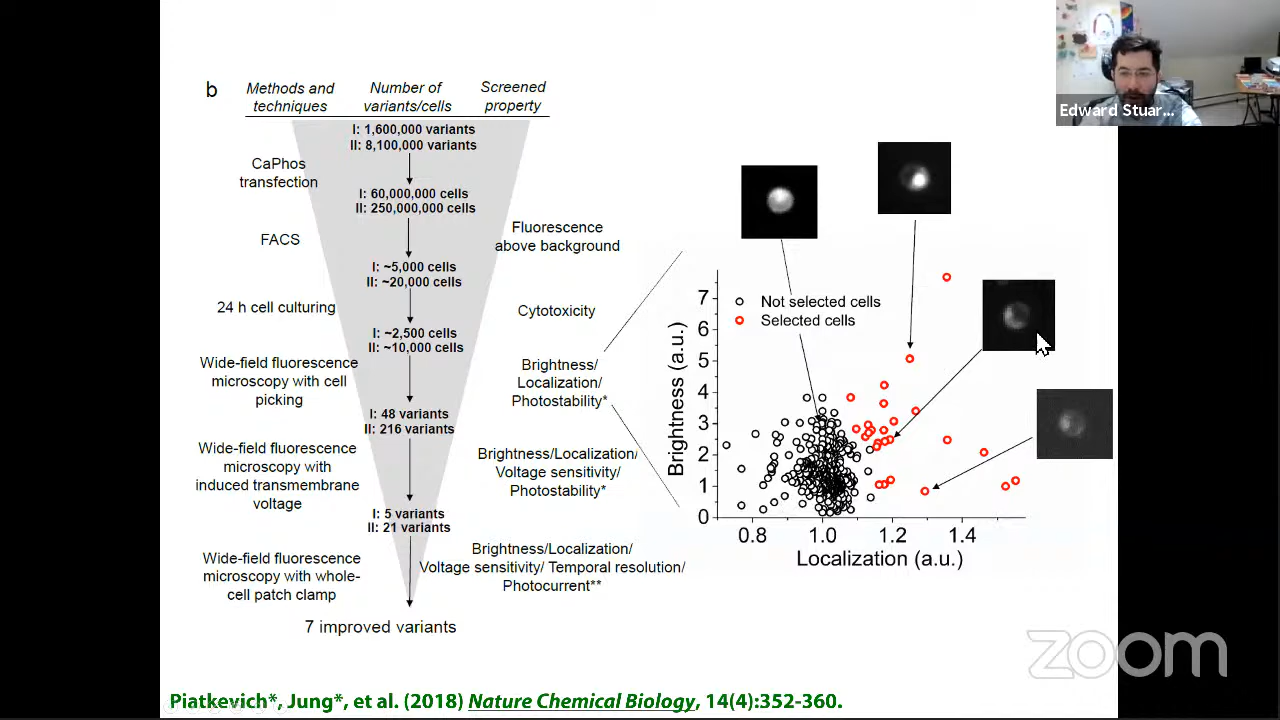 Edward Stuar...
b
Methods and
techniques
Number of
variants/cells
Screened
property
I: 1,600,000 variants
II: 8,100,000 variants
CaPhos
transfection
I: 60,000,000 cells
II: 250,000,000 cells
FACS
Fluorescence
above background
I: ~5,000 cells
II: ~20,000 cells
24 h cell culturing
Cytotoxicity
I: ~2,500 cells
II: ~10,000 cells
Wide-field fluorescence
microscopy with cell
picking
Brightness/
Localization/
Photostability*
I: 48 variants
II: 216 variants
Wide-field fluorescence
microscopy with
induced transmembrane
voltage
Brightness/Localization/
Voltage sensitivity/
Photostability*
I: 5 variants
II: 21 variants
Wide-field fluorescence
microscopy with whole-
cell patch clamp
Brightness/Localization/
Voltage sensitivity/ Temporal resolution/
Photocurrent**
7 improved variants
Brightness (a.u.)
7
6
5
4
3
2
1
0
Not selected cells
Selected cells
0.8 1.0 1.2 1.4
Localization (a.u.)
zoom
Piatkevich*, Jung*, et al. (2018) Nature Chemical Biology, 14(4):352-360.